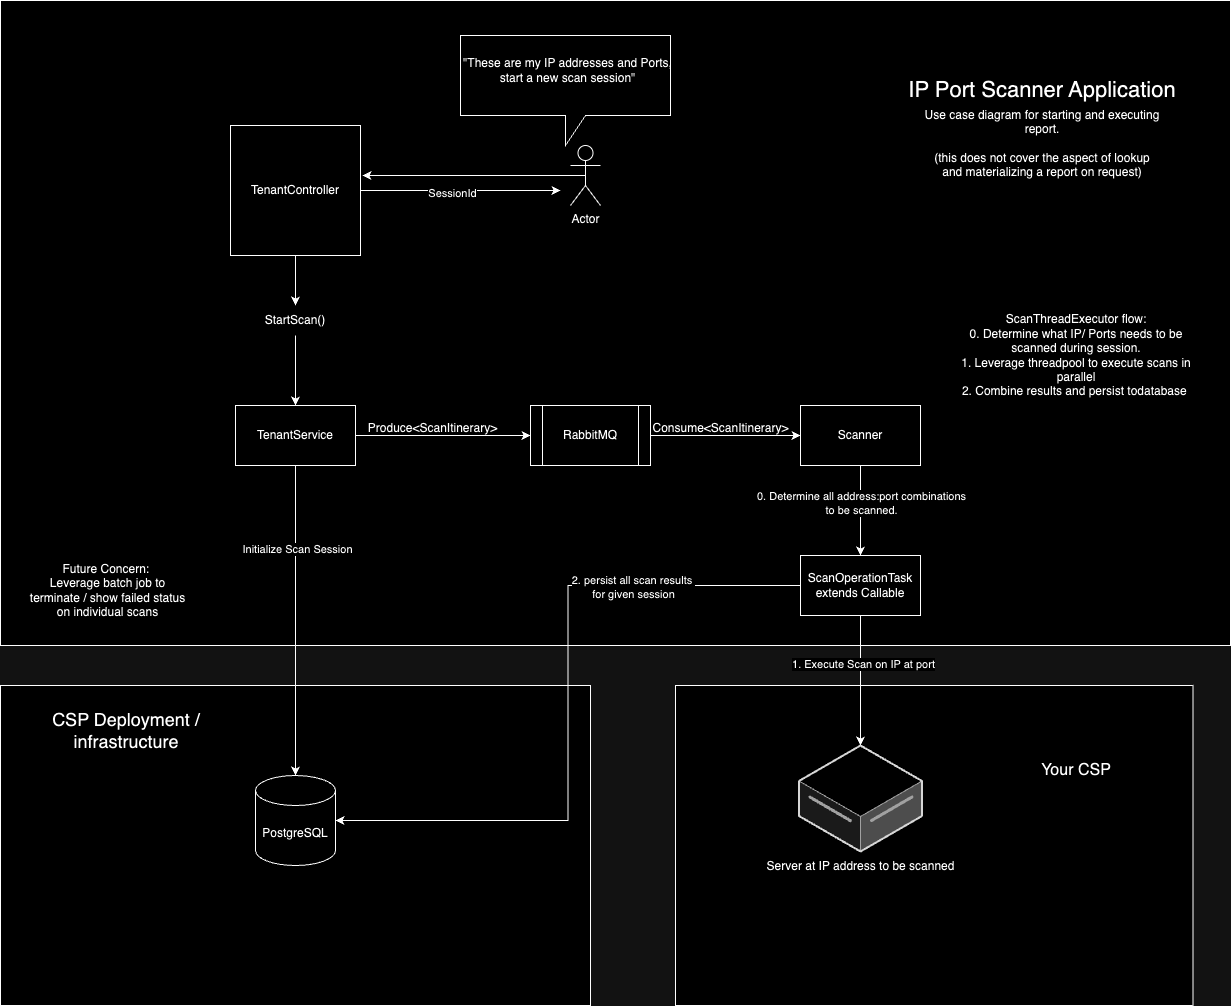 "These are my IP addresses and Ports,
start a new scan session"
IP Port Scanner Application
Use case diagram for starting and executing
report.
(this does not cover the aspect of lookup
and materializing a report on request)
TenantController
SessionId
Actor
StartScan()
ScanThreadExecutor flow:
0. Determine what IP/ Ports needs to be
scanned during session.
1. Leverage threadpool to execute scans in
parallel
2. Combine results and persist todatabase
TenantService
Produce<ScanItinerary>
RabbitMQ
Consume<ScanItinerary>
Scanner
0. Determine all address:port combinations
to be scanned.
Initialize Scan Session
Future Concern:
Leverage batch job to
terminate / show failed status
on individual scans
2. persist all scan results
for given session
ScanOperationTask
extends Callable
1. Execute Scan on IP at port
CSP Deployment /
infrastructure
Your CSP
PostgreSQL
Server at IP address to be scanned